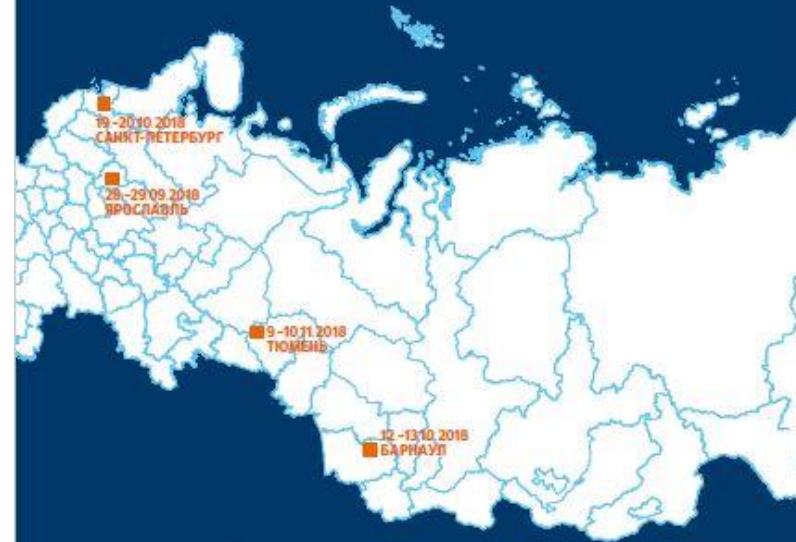 19 -20.10.2018
САНКТ-ПЕТЕРБУРГ
28.-29.09.2018
ЯРОСЛАВЛЬ
9 -10.11.2018
ТЮМЕНЬ
12 -13.10.2018
БАРНАУЛ